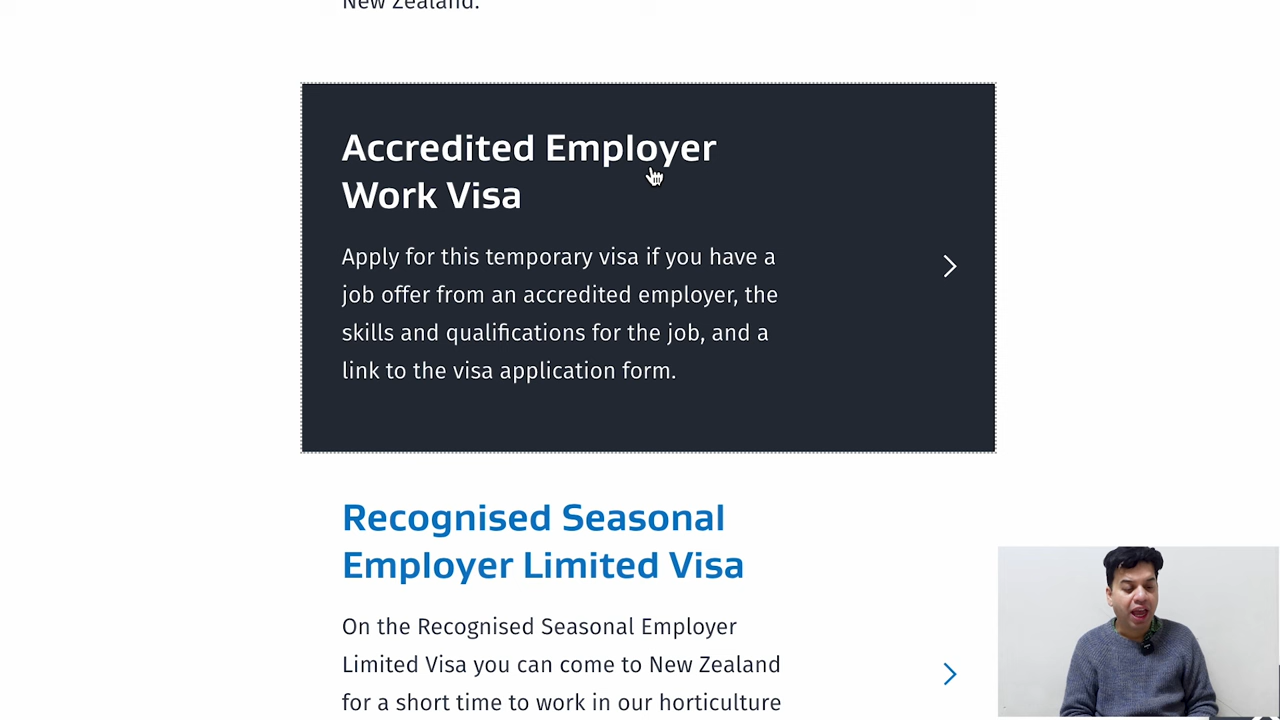 New Zealand.
Accredited Employer
Work Visa
Apply for this temporary visa if you have a
job offer from an accredited employer, the
skills and qualifications for the job, and a
link to the visa application form.
Recognised Seasonal
Employer Limited Visa
On the Recognised Seasonal Employer
Limited Visa you can come to New Zealand
for a short time to work in our horticulture